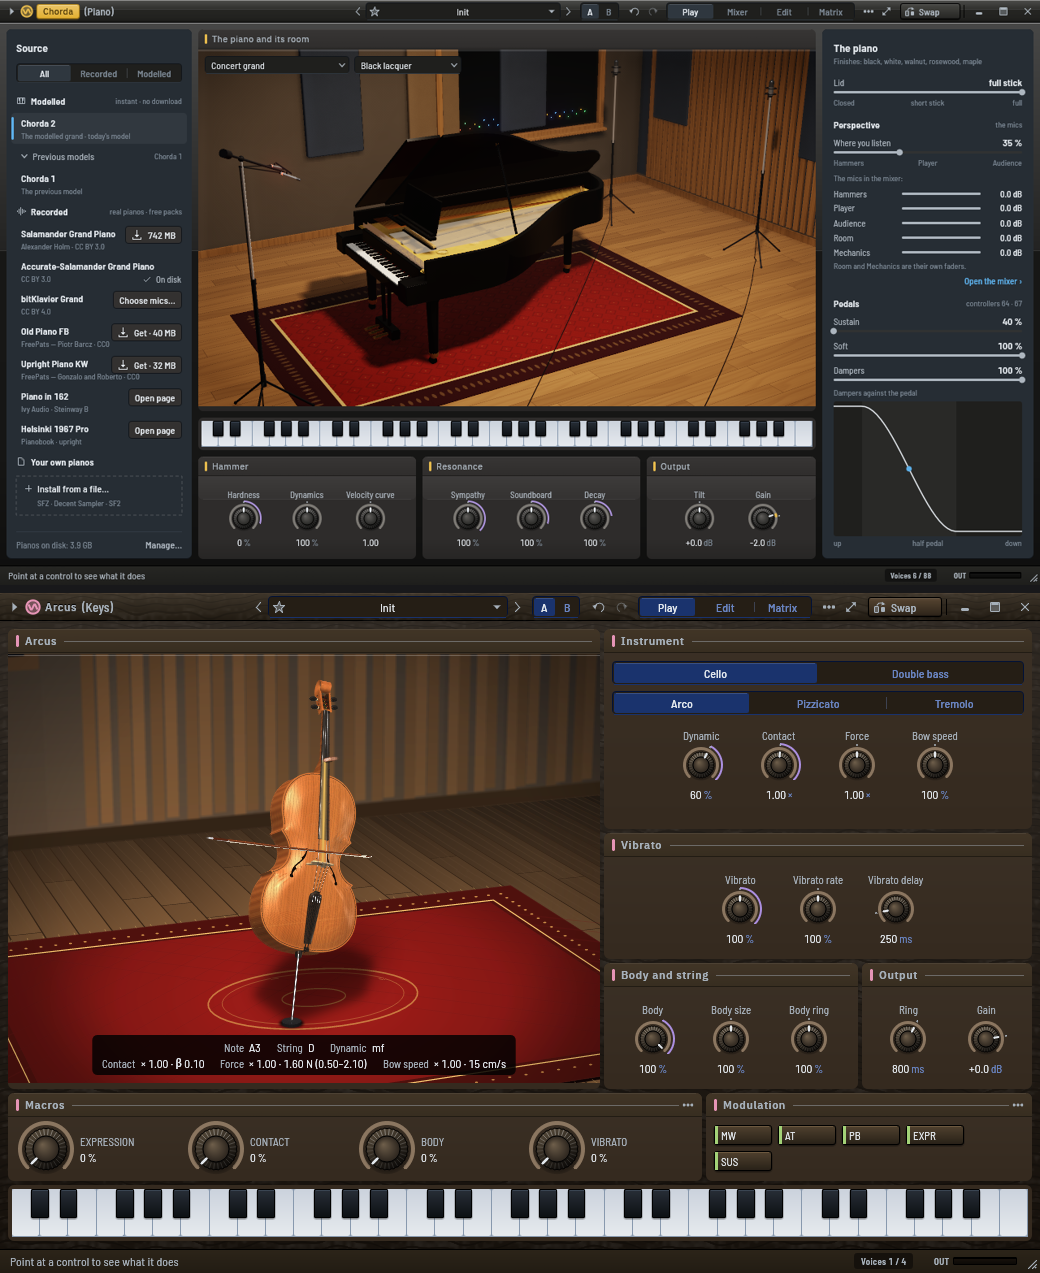 Chorda (Piano)
Init
A B
Play Mixer Edit Matrix
Swap
Source
All Recorded Modelled
Modelled instant · no download
Chorda 2
The modelled grand · today's model
Previous models Chorda 1
Chorda 1
The previous model
Recorded real pianos · free packs
Salamander Grand Piano 742 MB
Alexander Holm · CC BY 3.0
Accurate-Salamander Grand Piano
CC BY 3.0 On disk
bitKlavier Grand Choose mics...
CC BY 4.0
Old Piano FB Get · 40 MB
FreePats — Piotr Barcz · CC0
Upright Piano KW Get · 32 MB
FreePats — Gonzalo and Roberto · CC0
Piano in 162 Open page
Ivy Audio · Steinway B
Helsinki 1967 Pro Open page
Pianobook · upright
Your own pianos
+ Install from a file...
SFZ · Decent Sampler · SF2
Pianos on disk: 3.9 GB Manage...
The piano and its room
Concert grand Black lacquer
Hammer
Hardness Dynamics Velocity curve
0 % 100 % 1.00
Resonance
Sympathy Soundboard Decay
100 % 100 % 100 %
Output
Tilt Gain
+0.0 dB -2.0 dB
The piano
Finishes: black, white, walnut, rosewood, maple
Lid full stick
Closed short stick full
Perspective the mics
Where you listen 35 %
Hammers Player Audience
The mics in the mixer:
Hammers 0.0 dB
Player 0.0 dB
Audience 0.0 dB
Room 0.0 dB
Mechanics 0.0 dB
Room and Mechanics are their own faders.
Open the mixer ›
Pedals controllers 64 · 67
Sustain 40 %
Soft 100 %
Dampers 100 %
Dampers against the pedal
up half pedal down
Point at a control to see what it does
Voices 6 / 88 OUT
Arcus (Keys)
Init
A B
Play Edit Matrix
Swap
Arcus
Note A3 String D Dynamic mf
Contact × 1.00 · β 0.10 Force × 1.00 · 1.60 N (0.50–2.10) Bow speed × 1.00 · 15 cm/s
Instrument
Cello Double bass
Arco Pizzicato Tremolo
Dynamic Contact Force Bow speed
60 % 1.00 × 1.00 × 100 %
Vibrato
Vibrato Vibrato rate Vibrato delay
100 % 100 % 250 ms
Body and string
Body Body size Body ring
100 % 100 % 100 %
Output
Ring Gain
800 ms +0.0 dB
Macros
EXPRESSION
0 %
CONTACT
0 %
BODY
0 %
VIBRATO
0 %
Modulation
MW AT PB EXPR
SUS
Point at a control to see what it does
Voices 1 / 4 OUT